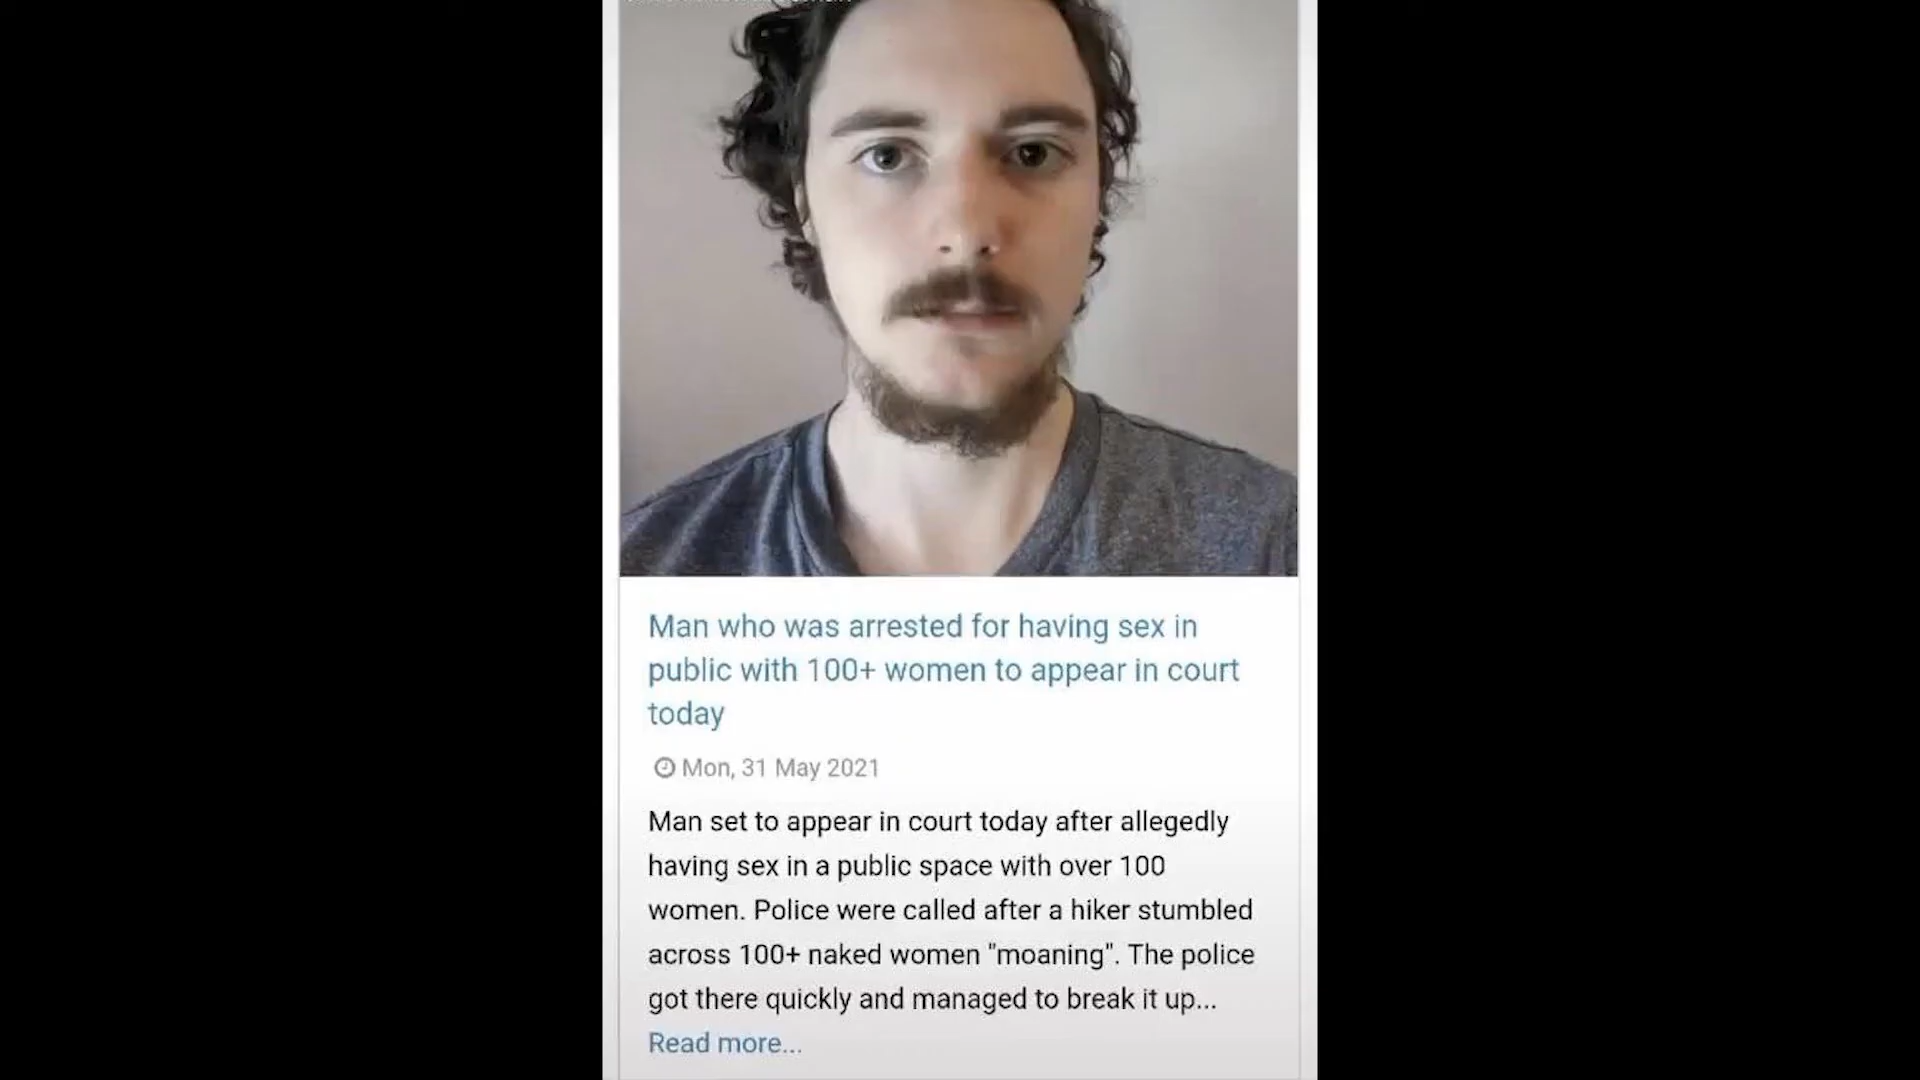 Man who was arrested for having sex in
public with 100+ women to appear in court
today
Mon, 31 May 2021
Man set to appear in court today after allegedly
having sex in a public space with over 100
women. Police were called after a hiker stumbled
across 100+ naked women "moaning". The police
got there quickly and managed to break it up...
Read more...